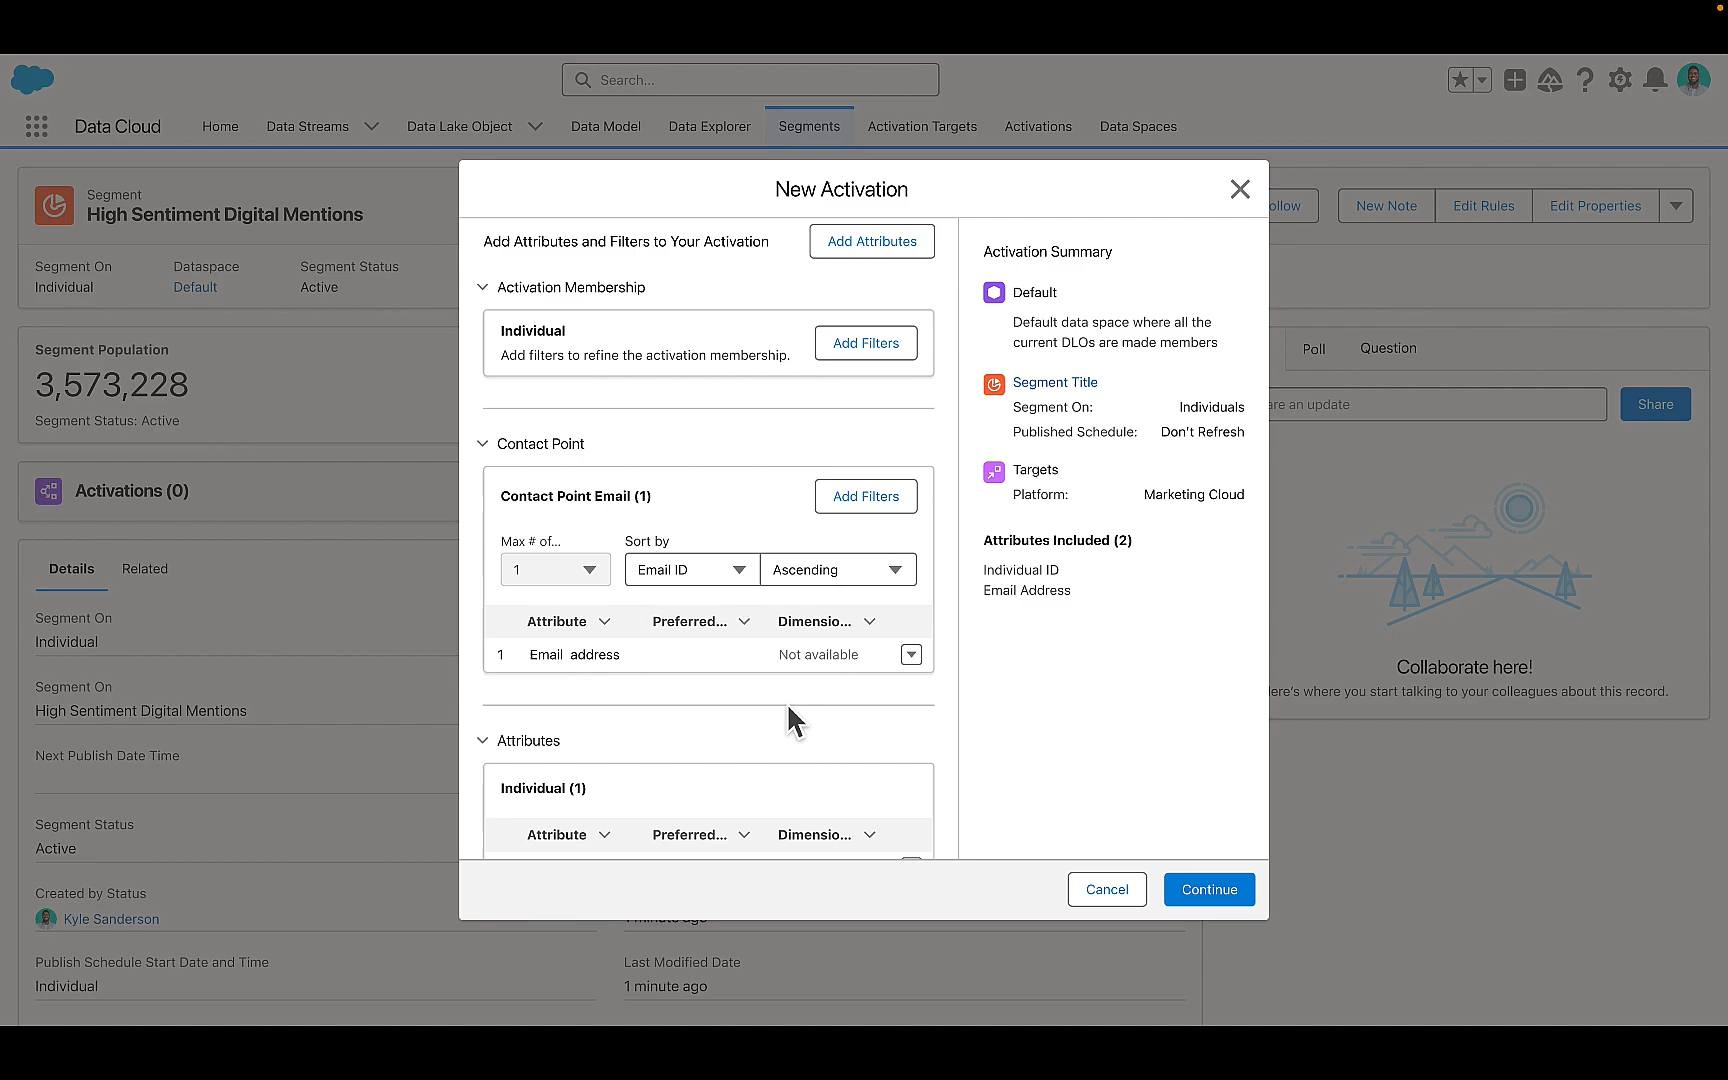 Search...
Data Cloud
Home
Data Streams
Data Lake Object
Data Model
Data Explorer
Segments
Activation Targets
Activations
Data Spaces
Segment
High Sentiment Digital Mentions
ollow
New Note
Edit Rules
Edit Properties
Segment On
Individual
Dataspace
Default
Segment Status
Active
Segment Population
3,573,228
Segment Status: Active
Activations (0)
Details
Related
Segment On
Individual
Segment On
High Sentiment Digital Mentions
Next Publish Date Time
Segment Status
Active
Created by Status
Kyle Sanderson
Publish Schedule Start Date and Time
Individual
1 minute ago
Last Modified Date
1 minute ago
New Activation
Add Attributes and Filters to Your Activation
Add Attributes
Activation Membership
Individual
Add filters to refine the activation membership.
Add Filters
Contact Point
Contact Point Email (1)
Add Filters
Max # of...
Sort by
1
Email ID
Ascending
Attribute
Preferred...
Dimensio...
1
Email address
Not available
Attributes
Individual (1)
Attribute
Preferred...
Dimensio...
Activation Summary
Default
Default data space where all the
current DLOs are made members
Segment Title
Segment On: Individuals
Published Schedule: Don't Refresh
Targets
Platform: Marketing Cloud
Attributes Included (2)
Individual ID
Email Address
Cancel
Continue
Poll
Question
are an update
Share
Collaborate here!
ere's where you start talking to your colleagues about this record.